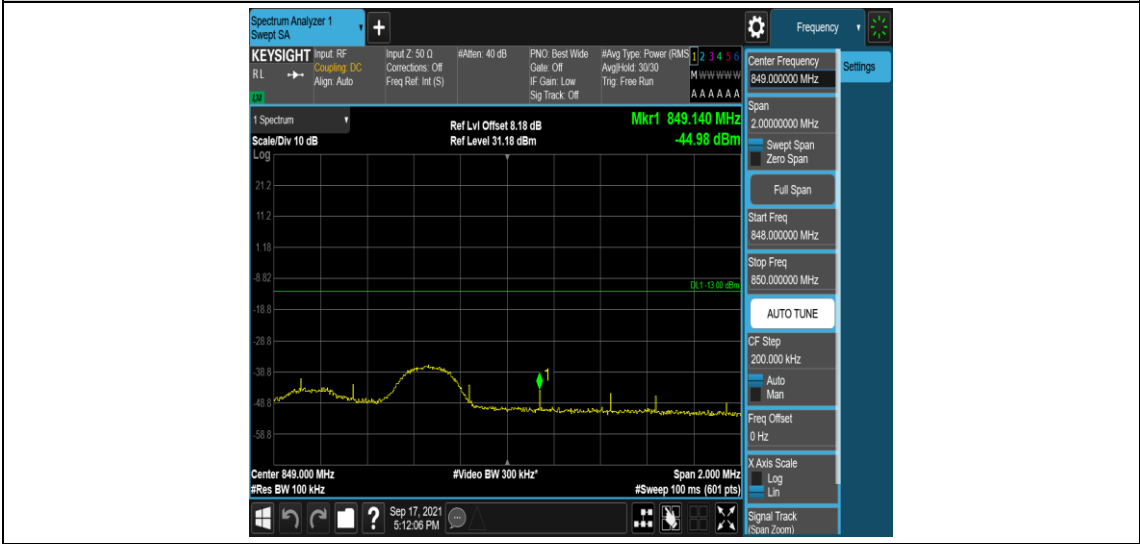 Spectrum Analyzer 1
Swept SA
+
Frequency
KEYSIGHT
RL
Input: RF
Coupling: DC
Align: Auto
Input Z: 50 Ω
Corrections: Off
Freq Ref: Int (S)
#Atten: 40 dB
PNO: Best Wide
Gate: Off
IF Gain: Low
Sig Track: Off
#Avg Type: Power (RMS
Avg|Hold: 30/30
Trig: Free Run
1 2 3 4 5 6
M W W W W W
A A A A A A
1 Spectrum
Scale/Div 10 dB
Ref Lvl Offset 8.18 dB
Ref Level 31.18 dBm
Mkr1 849.140 MHz
-44.98 dBm
Log
21.2
11.2
1.18
-8.82
DL1 -13.00 dBm
-18.8
-28.8
-38.8
1
-48.8
-58.8
Center 849.000 MHz
#Res BW 100 kHz
#Video BW 300 kHz*
Span 2.000 MHz
#Sweep 100 ms (601 pts)
?
Sep 17, 2021
5:12:06 PM
Center Frequency
849.000000 MHz
Settings
Span
2.00000000 MHz
Swept Span
Zero Span
Full Span
Start Freq
848.000000 MHz
Stop Freq
850.000000 MHz
AUTO TUNE
CF Step
200.000 kHz
Auto
Man
Freq Offset
0 Hz
X Axis Scale
Log
Lin
Signal Track
(Span Zoom)